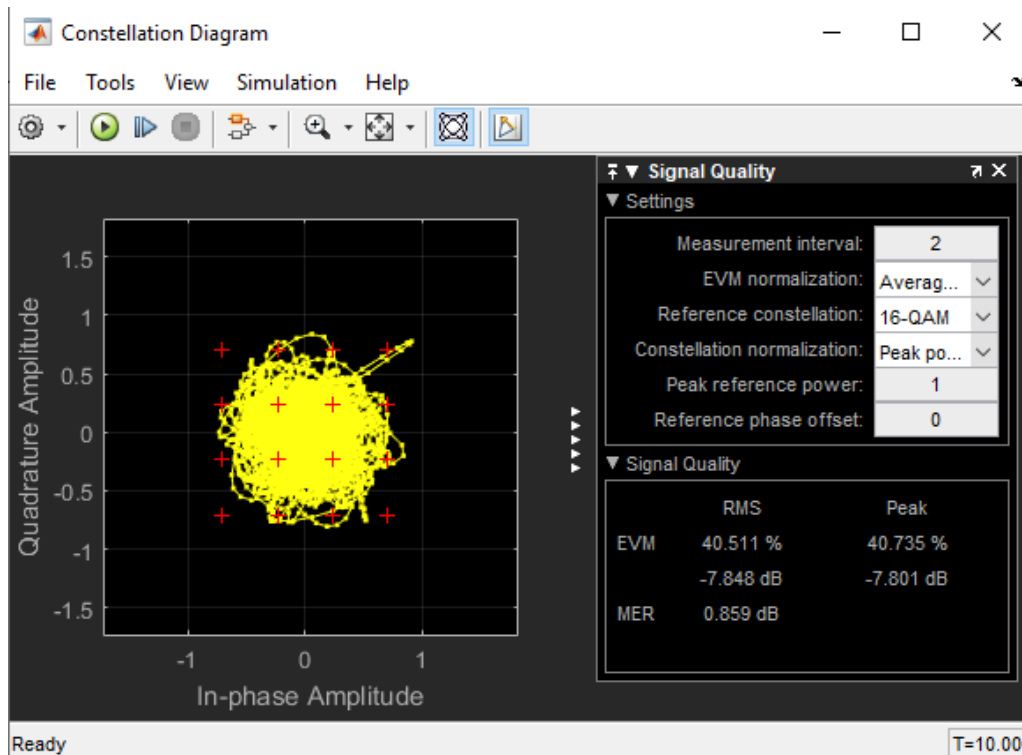 Constellation Diagram
File Tools View Simulation Help
Signal Quality
Settings
Measurement interval: 2
EVM normalization: Averag...
Reference constellation: 16-QAM
Constellation normalization: Peak po...
Peak reference power: 1
Reference phase offset: 0
Signal Quality
RMS Peak
EVM 40.511 % 40.735 %
-7.848 dB -7.801 dB
MER 0.859 dB
Quadrature Amplitude
1.5
1
0.5
0
-0.5
-1
-1.5
-1 0 1
In-phase Amplitude
Ready T=10.00